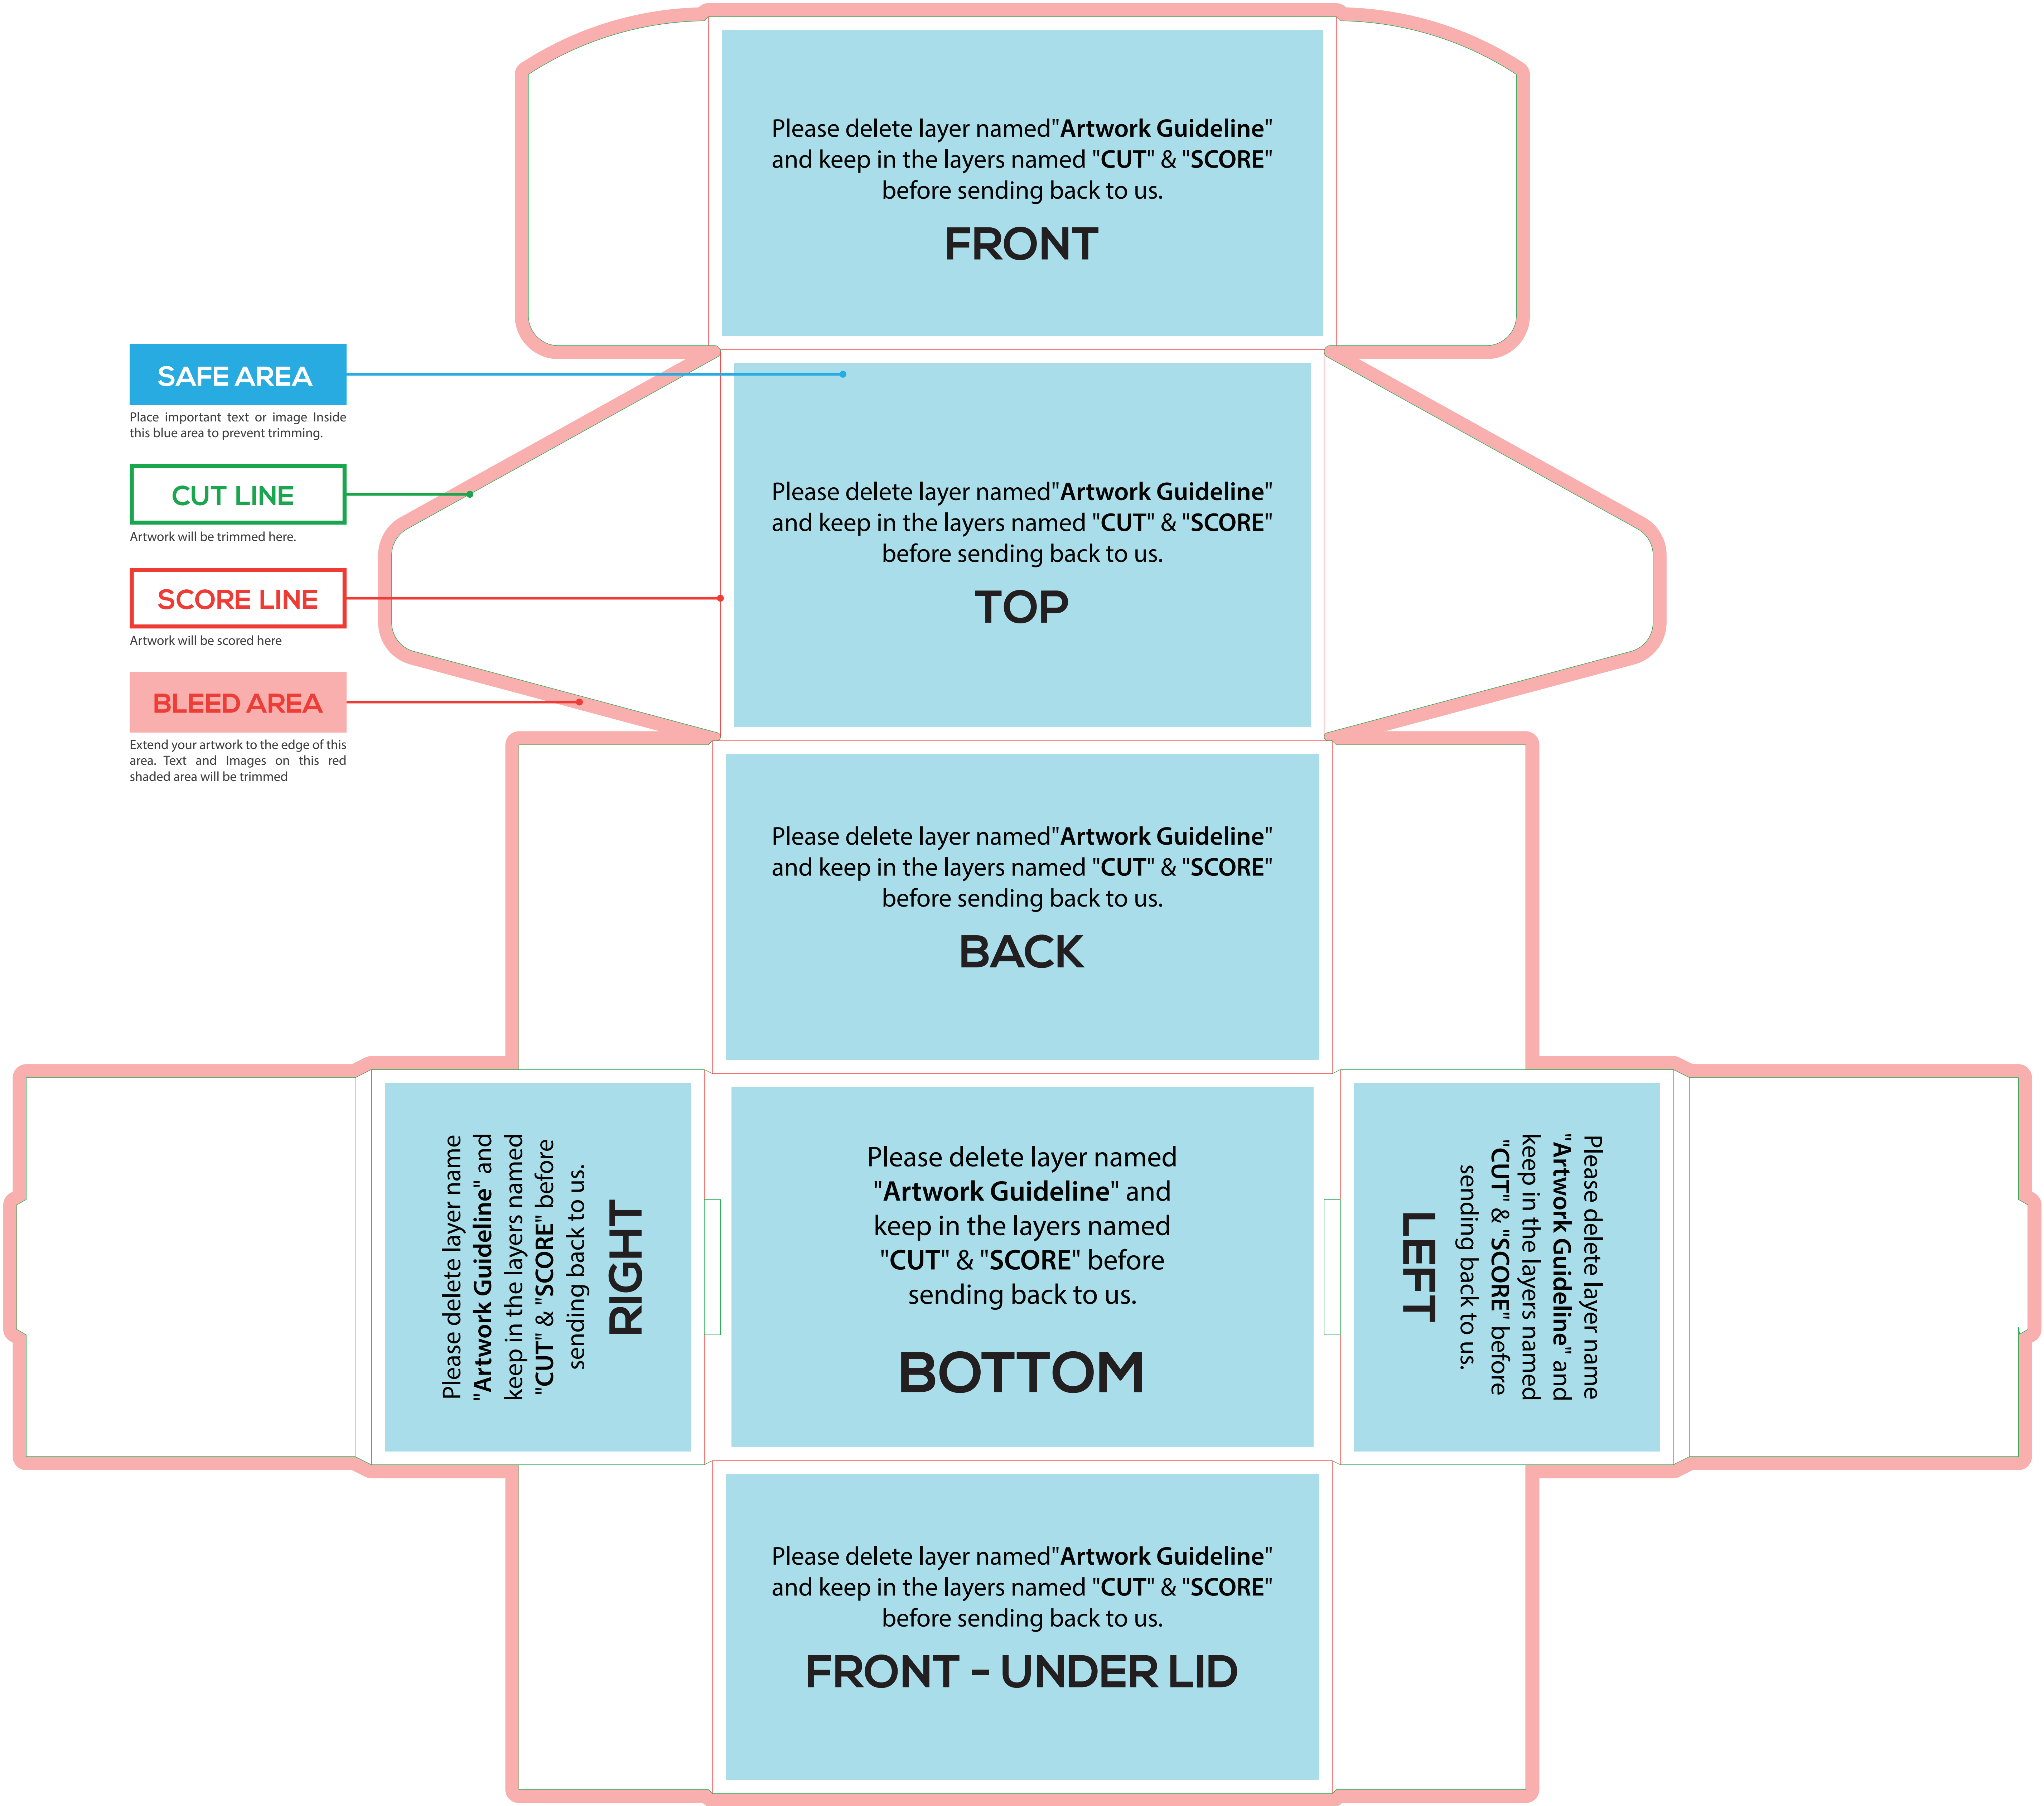 Please delete layer named"Artwork Guideline"
and keep in the layers named "CUT" & "SCORE"
before sending back to us.
FRONT
SAFE AREA
Place important text or image Inside
this blue area to prevent trimming.
CUT LINE
Artwork will be trimmed here.
SCORE LINE
Artwork will be scored here
BLEED AREA
Extend your artwork to the edge of this
area. Text and Images on this red
shaded area will be trimmed
Please delete layer named"Artwork Guideline"
and keep in the layers named "CUT" & "SCORE"
before sending back to us.
TOP
Please delete layer named"Artwork Guideline"
and keep in the layers named "CUT" & "SCORE"
before sending back to us.
BACK
Please delete layer name
"Artwork Guideline" and
keep in the layers named
"CUT" & "SCORE" before
sending back to us.
RIGHT
Please delete layer named
"Artwork Guideline" and
keep in the layers named
"CUT" & "SCORE" before
sending back to us.
BOTTOM
Please delete layer name
"Artwork Guideline" and
keep in the layers named
"CUT" & "SCORE" before
sending back to us.
LEFT
Please delete layer named"Artwork Guideline"
and keep in the layers named "CUT" & "SCORE"
before sending back to us.
FRONT - UNDER LID